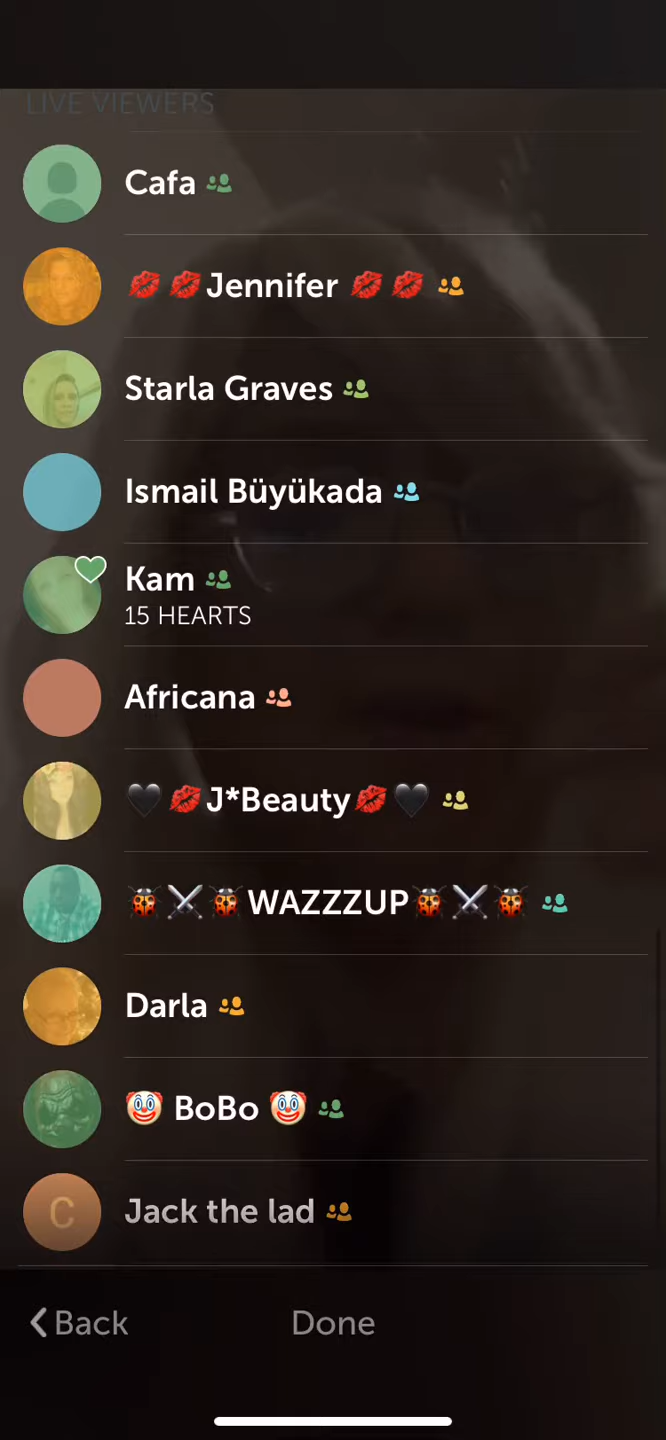 LIVE VIEWERS
Cafa
💋 💋 Jennifer 💋 💋
Starla Graves
Ismail Büyükada
Kam
15 HEARTS
Africana
🖤 💋 J*Beauty 💋 🖤
🐞 ⚔️ 🐞 WAZZZUP 🐞 ⚔️ 🐞
Darla
🤡 BoBo 🤡
C
Jack the lad
Back
Done